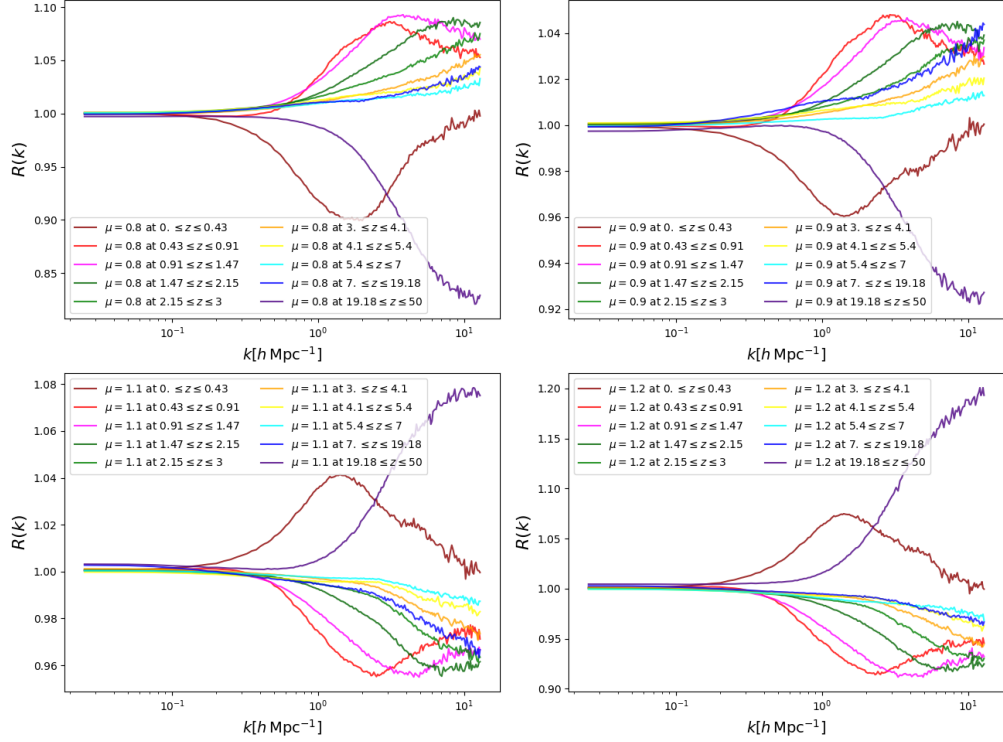 1.10
1.05
1.00
0.95
0.90
0.85
R(k)
μ = 0.8 at 0. ≤ z ≤ 0.43
μ = 0.8 at 0.43 ≤ z ≤ 0.91
μ = 0.8 at 0.91 ≤ z ≤ 1.47
μ = 0.8 at 1.47 ≤ z ≤ 2.15
μ = 0.8 at 2.15 ≤ z ≤ 3
μ = 0.8 at 3. ≤ z ≤ 4.1
μ = 0.8 at 4.1 ≤ z ≤ 5.4
μ = 0.8 at 5.4 ≤ z ≤ 7
μ = 0.8 at 7. ≤ z ≤ 19.18
μ = 0.8 at 19.18 ≤ z ≤ 50
10⁻¹ 10⁰ 10¹
k[h Mpc⁻¹]
1.04
1.02
1.00
0.98
0.96
0.94
0.92
R(k)
μ = 0.9 at 0. ≤ z ≤ 0.43
μ = 0.9 at 0.43 ≤ z ≤ 0.91
μ = 0.9 at 0.91 ≤ z ≤ 1.47
μ = 0.9 at 1.47 ≤ z ≤ 2.15
μ = 0.9 at 2.15 ≤ z ≤ 3
μ = 0.9 at 3. ≤ z ≤ 4.1
μ = 0.9 at 4.1 ≤ z ≤ 5.4
μ = 0.9 at 5.4 ≤ z ≤ 7
μ = 0.9 at 7. ≤ z ≤ 19.18
μ = 0.9 at 19.18 ≤ z ≤ 50
10⁻¹ 10⁰ 10¹
k[h Mpc⁻¹]
1.08
1.06
1.04
1.02
1.00
0.98
0.96
R(k)
μ = 1.1 at 0. ≤ z ≤ 0.43
μ = 1.1 at 0.43 ≤ z ≤ 0.91
μ = 1.1 at 0.91 ≤ z ≤ 1.47
μ = 1.1 at 1.47 ≤ z ≤ 2.15
μ = 1.1 at 2.15 ≤ z ≤ 3
μ = 1.1 at 3. ≤ z ≤ 4.1
μ = 1.1 at 4.1 ≤ z ≤ 5.4
μ = 1.1 at 5.4 ≤ z ≤ 7
μ = 1.1 at 7. ≤ z ≤ 19.18
μ = 1.1 at 19.18 ≤ z ≤ 50
10⁻¹ 10⁰ 10¹
k[h Mpc⁻¹]
1.20
1.15
1.10
1.05
1.00
0.95
0.90
R(k)
μ = 1.2 at 0. ≤ z ≤ 0.43
μ = 1.2 at 0.43 ≤ z ≤ 0.91
μ = 1.2 at 0.91 ≤ z ≤ 1.47
μ = 1.2 at 1.47 ≤ z ≤ 2.15
μ = 1.2 at 2.15 ≤ z ≤ 3
μ = 1.2 at 3. ≤ z ≤ 4.1
μ = 1.2 at 4.1 ≤ z ≤ 5.4
μ = 1.2 at 5.4 ≤ z ≤ 7
μ = 1.2 at 7. ≤ z ≤ 19.18
μ = 1.2 at 19.18 ≤ z ≤ 50
10⁻¹ 10⁰ 10¹
k[h Mpc⁻¹]